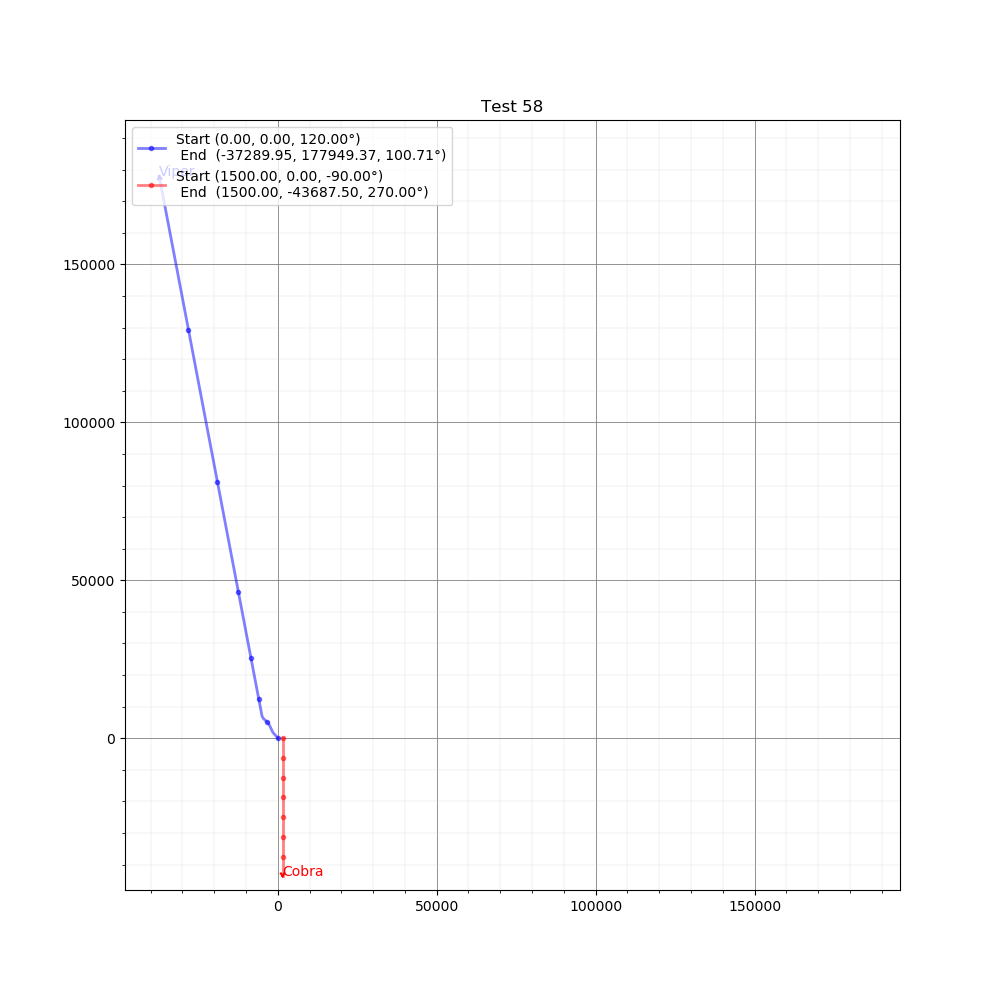 Test 58
Start (0.00, 0.00, 120.00°)
End (-37289.95, 177949.37, 100.71°)
Viper
Start (1500.00, 0.00, -90.00°)
End (1500.00, -43687.50, 270.00°)
150000
100000
50000
0
Cobra
0
50000
100000
150000